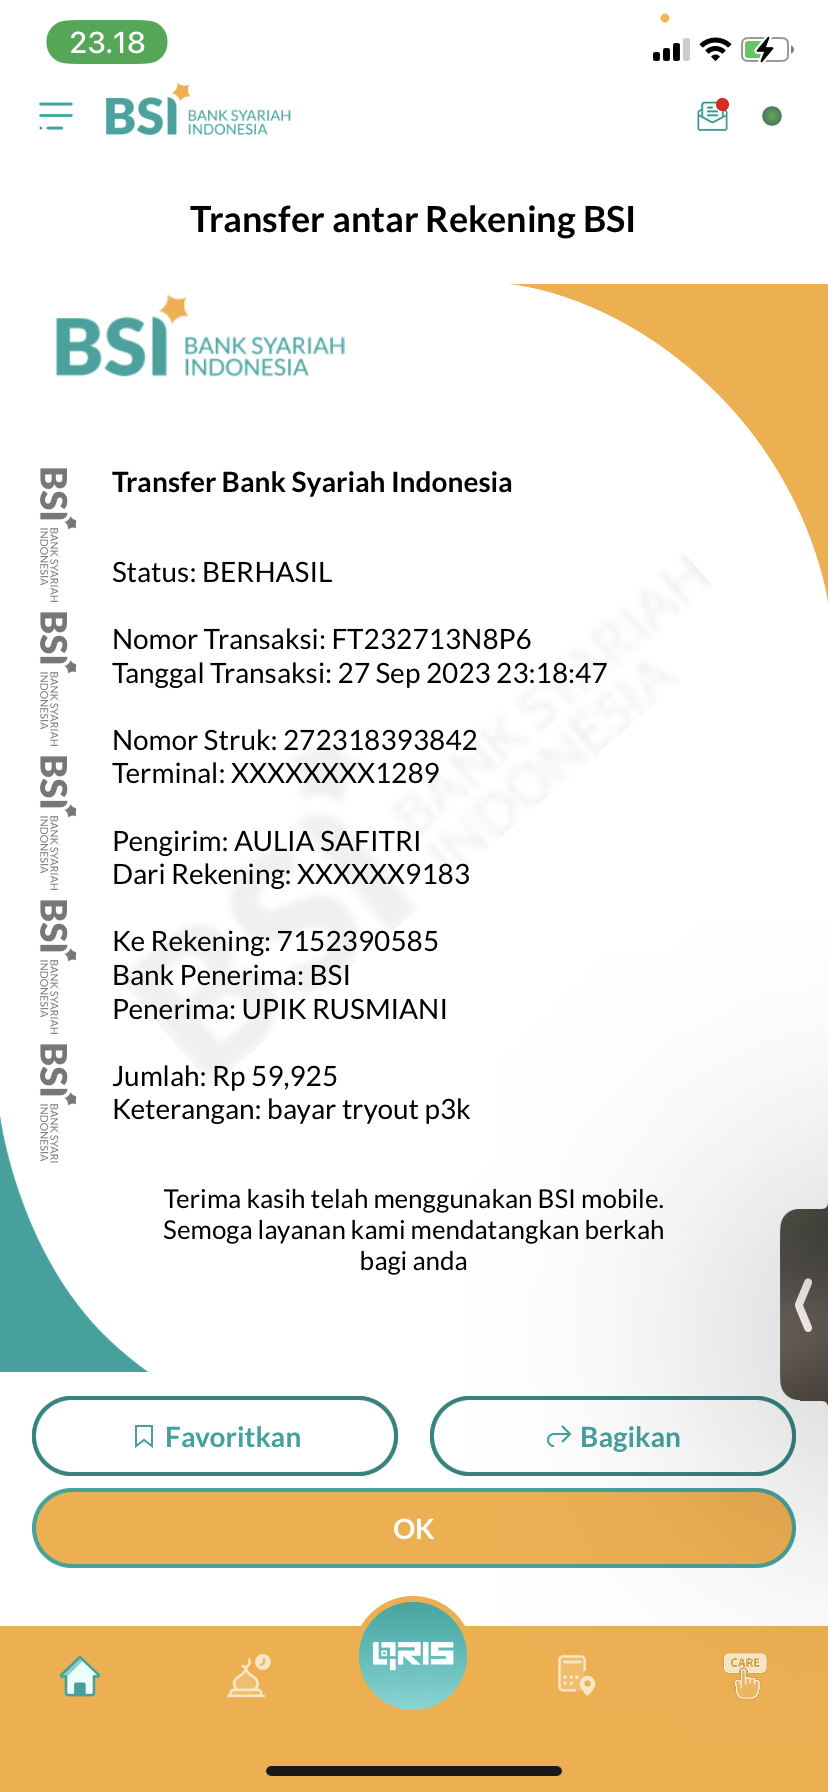 23.18
BSI BANK SYARIAH
INDONESIA
Transfer antar Rekening BSI
BSI BANK SYARIAH
INDONESIA
Transfer Bank Syariah Indonesia
Status: BERHASIL
Nomor Transaksi: FT232713N8P6
Tanggal Transaksi: 27 Sep 2023 23:18:47
Nomor Struk: 272318393842
Terminal: XXXXXXXX1289
Pengirim: AULIA SAFITRI
Dari Rekening: XXXXXX9183
Ke Rekening: 7152390585
Bank Penerima: BSI
Penerima: UPIK RUSMIANI
Jumlah: Rp 59,925
Keterangan: bayar tryout p3k
BSI BANK SYARIAH
INDONESIA
BSI BANK SYARIAH
INDONESIA
BSI BANK SYARIAH
INDONESIA
BSI BANK SYARIAH
INDONESIA
BSI BANK SYARI
INDONESIA
BSI BANK SYARIAH
INDONESIA
Terima kasih telah menggunakan BSI mobile.
Semoga layanan kami mendatangkan berkah
bagi anda
Favoritkan
Bagikan
OK
QRIS
CARE